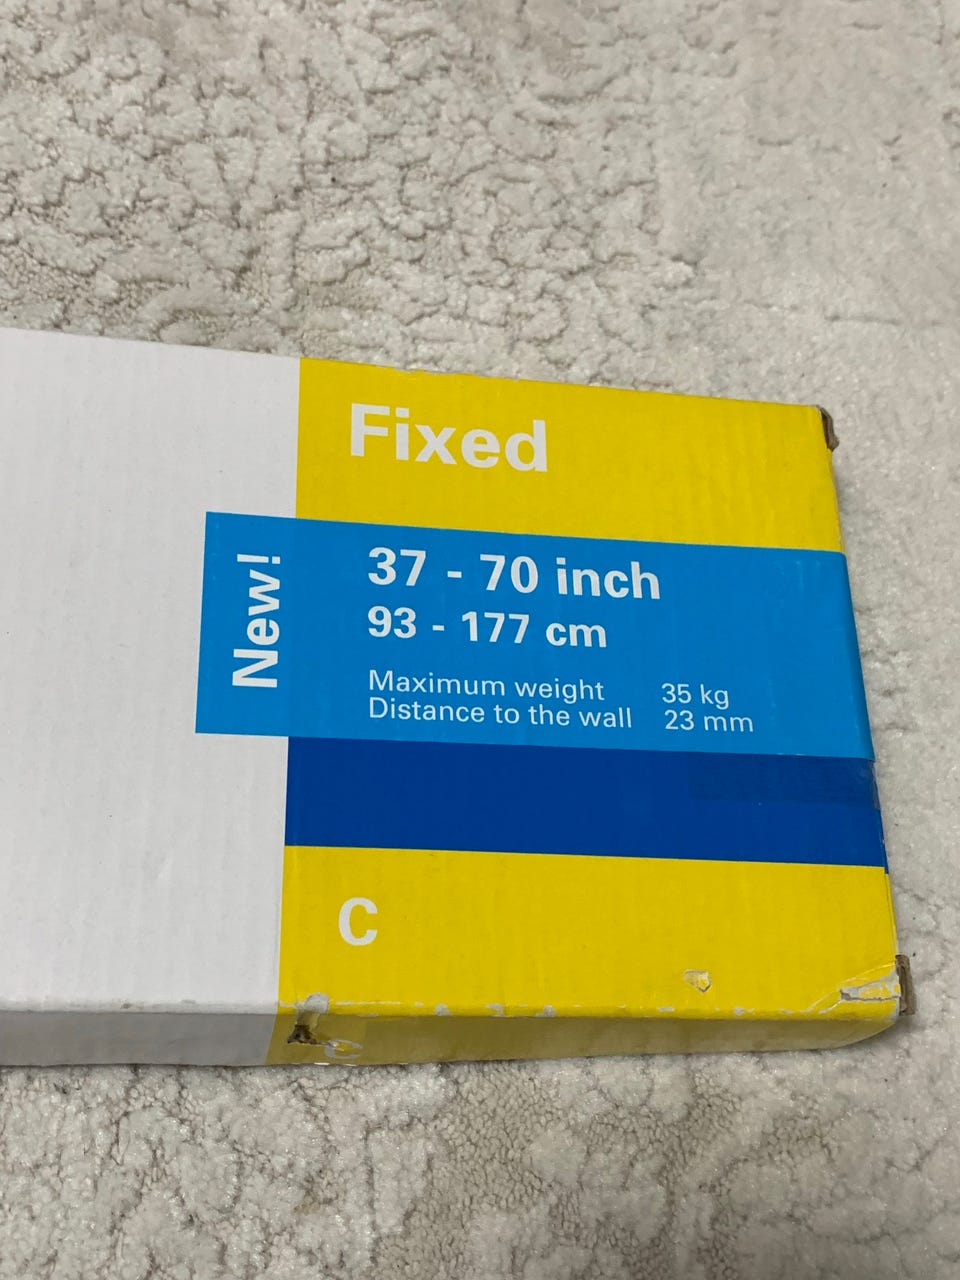 Fixed
New!
37 - 70 inch
93 - 177 cm
Maximum weight 35 kg
Distance to the wall 23 mm
C
C